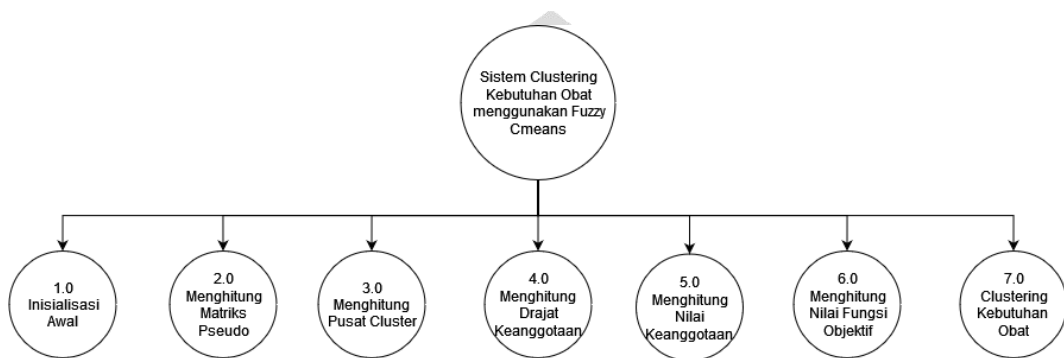 Sistem Clustering
Kebutuhan Obat
menggunakan Fuzzy
Cmeans
1.0
Inisialisasi
Awal
2.0
Menghitung
Matriks
Pseudo
3.0
Menghitung
Pusat Cluster
4.0
Menghitung
Drajat
Keanggotaan
5.0
Menghitung
Nilai
Keanggotaan
6.0
Menghitung
Nilai Fungsi
Objektif
7.0
Clustering
Kebutuhan
Obat